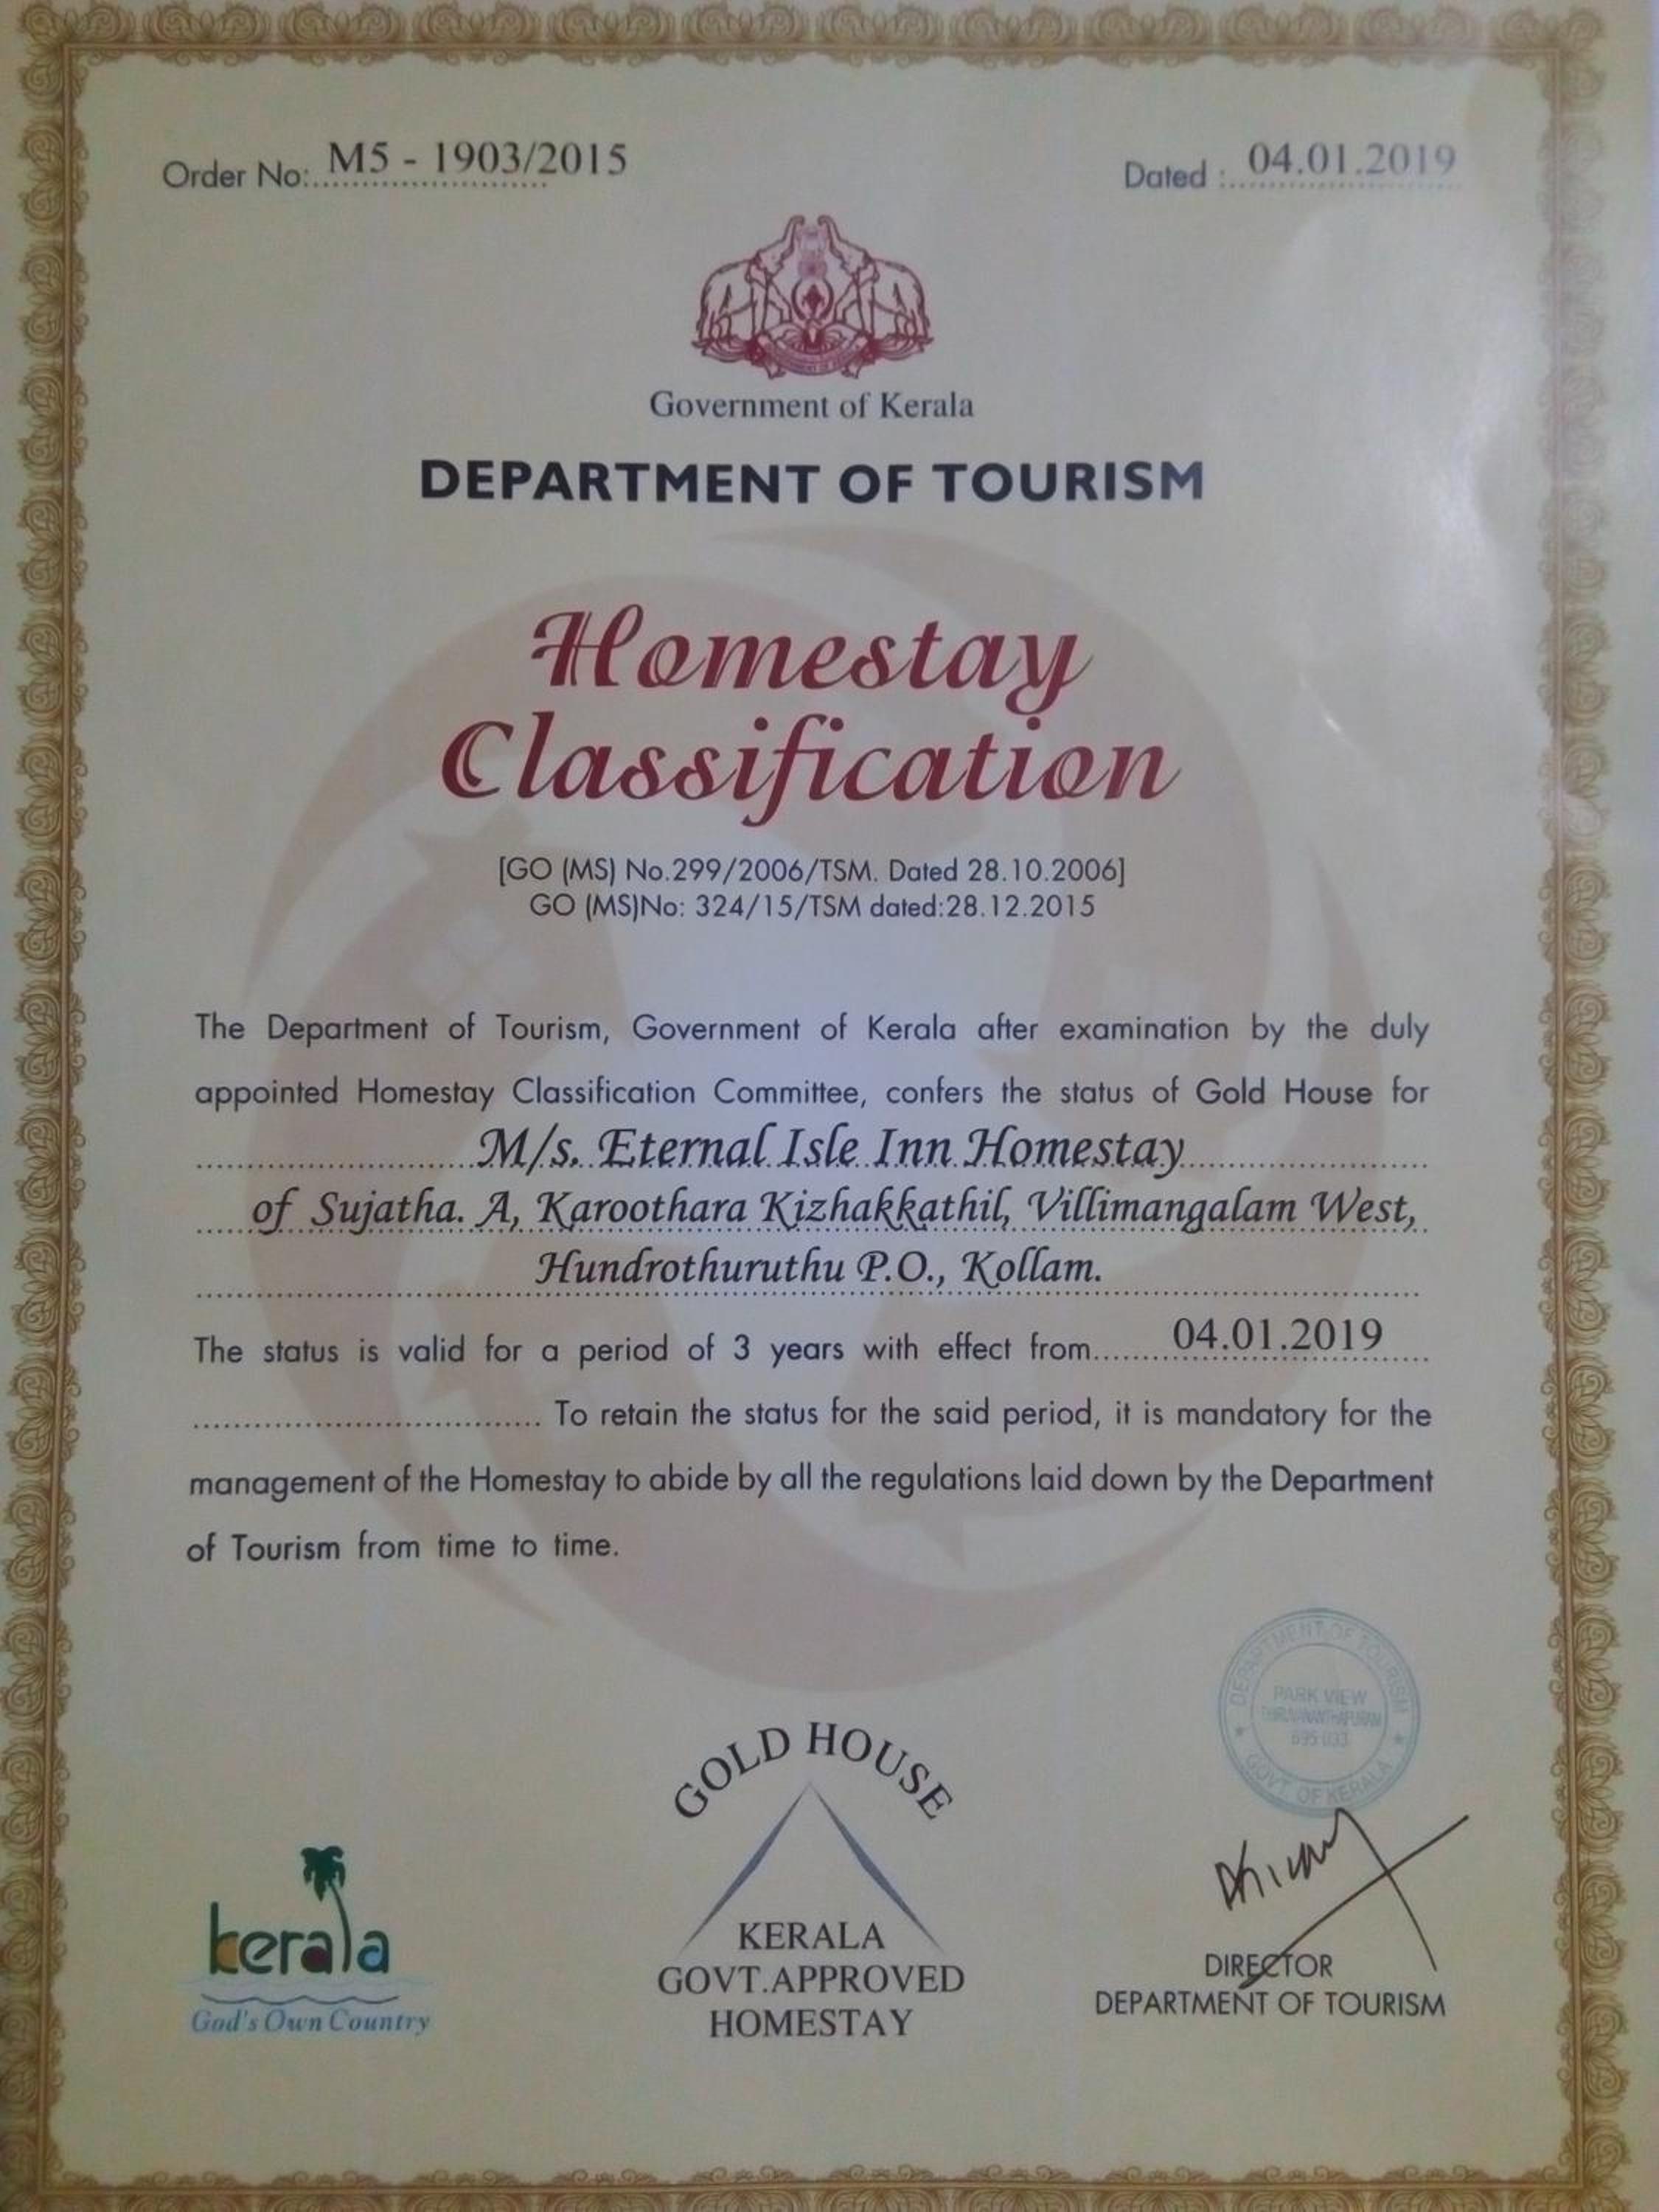 Order No: M5 - 1903/2015
Dated : 04.01.2019
Government of Kerala
DEPARTMENT OF TOURISM
Homestay
Classification
[GO (MS) No.299/2006/TSM. Dated 28.10.2006]
GO (MS)No: 324/15/TSM dated:28.12.2015
The Department of Tourism, Government of Kerala after examination by the duly
appointed Homestay Classification Committee, confers the status of Gold House for
M/s. Eternal Isle Inn Homestay
of Sujatha. A, Karoothara Kizhakkathil, Villimangalam West,
Hundrothuruthu P.O., Kollam.
The status is valid for a period of 3 years with effect from 04.01.2019
To retain the status for the said period, it is mandatory for the
management of the Homestay to abide by all the regulations laid down by the Department
of Tourism from time to time.
DEPARTMENT OF TOURISM
PARK VIEW
THIRUVANANTHAPURAM
695 033
GOVT OF KERALA
GOLD HOUSE
KERALA
GOVT.APPROVED
HOMESTAY
kerala
God's Own Country
DIRECTOR
DEPARTMENT OF TOURISM